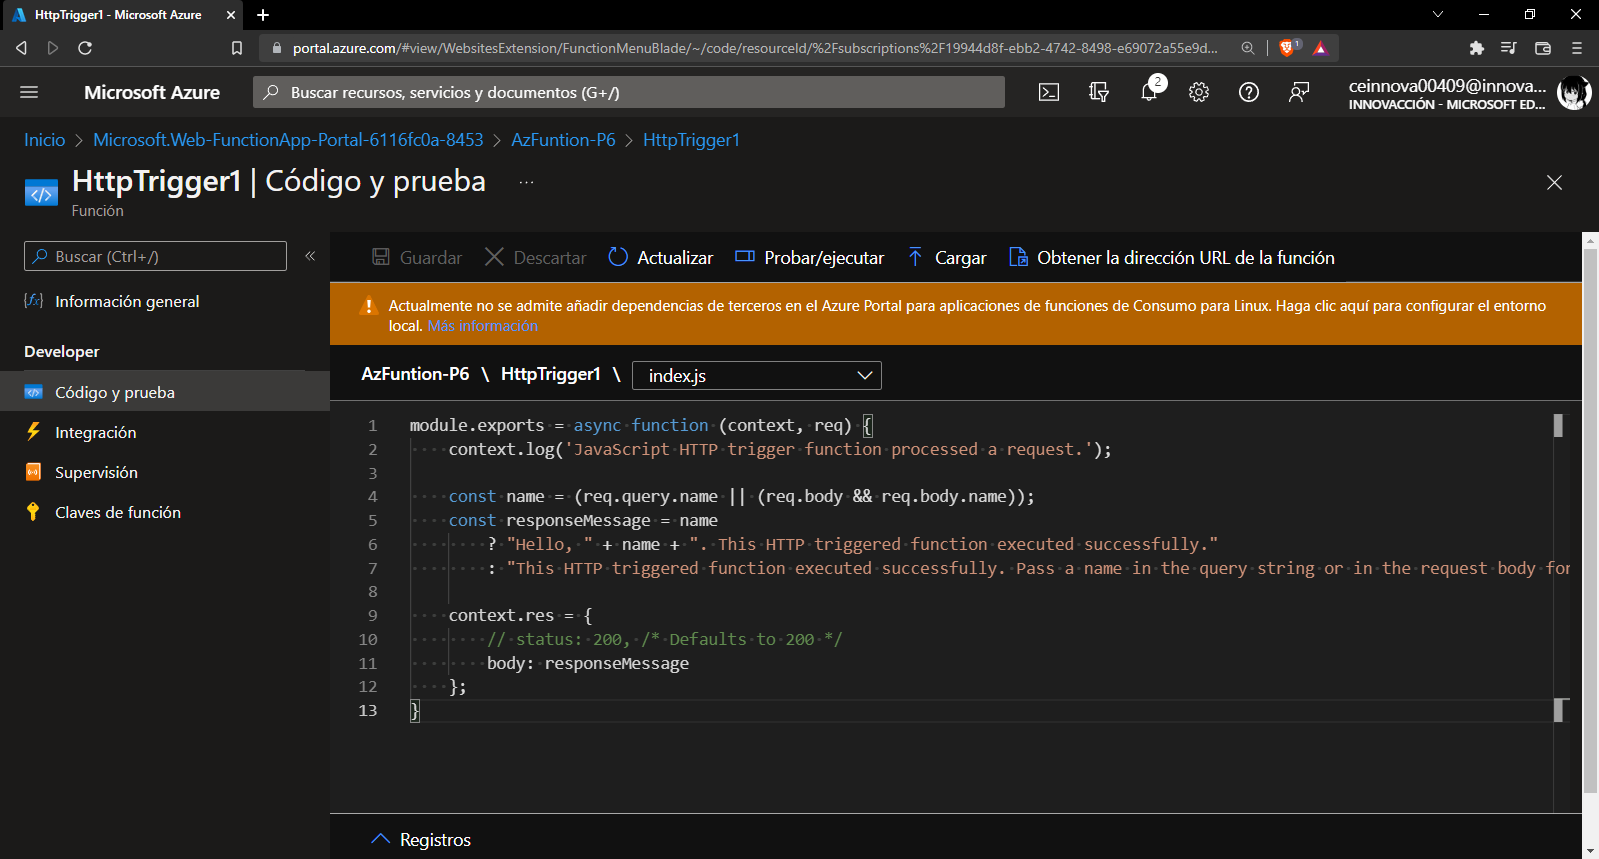 HttpTrigger1 - Microsoft Azure
portal.azure.com/#view/WebsitesExtension/FunctionMenuBlade/~/code/resourceId/%2Fsubscriptions%2F19944d8f-ebb2-4742-8498-e69072a55e9d...
1
Microsoft Azure
Buscar recursos, servicios y documentos (G+/)
2
ceinnova00409@innova...
INNOVACCIÓN - MICROSOFT ED...
Inicio > Microsoft.Web-FunctionApp-Portal-6116fc0a-8453 > AzFuntion-P6 > HttpTrigger1
HttpTrigger1 | Código y prueba ...
Función
Buscar (Ctrl+/)
«
Guardar Descartar Actualizar Probar/ejecutar Cargar Obtener la dirección URL de la función
Información general
Developer
Código y prueba
Integración
Supervisión
Claves de función
Actualmente no se admite añadir dependencias de terceros en el Azure Portal para aplicaciones de funciones de Consumo para Linux. Haga clic aquí para configurar el entorno
local. Más información
AzFuntion-P6 \ HttpTrigger1 \ index.js
1 module.exports = async function (context, req) {
2 context.log('JavaScript HTTP trigger function processed a request.');
3
4 const name = (req.query.name || (req.body && req.body.name));
5 const responseMessage = name
6 ? "Hello, " + name + ". This HTTP triggered function executed successfully."
7 : "This HTTP triggered function executed successfully. Pass a name in the query string or in the request body for
8
9 context.res = {
10 // status: 200, /* Defaults to 200 */
11 body: responseMessage
12 };
13 }
Registros